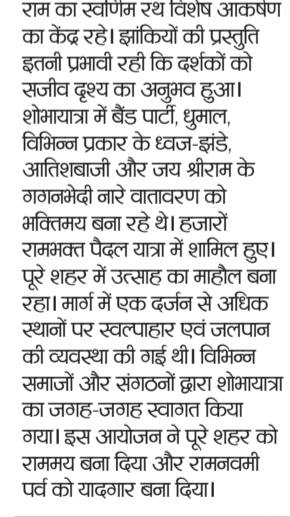 राम का स्वर्णिम रथ विशेष आकर्षण
का केंद्र रहे। झांकियों की प्रस्तुति
इतनी प्रभावी रही कि दर्शकों को
सजीव दृश्य का अनुभव हुआ।
शोभायात्रा में बैंड पार्टी, धुमाल,
विभिन्न प्रकार के ध्वज-झंडे,
आतिशबाजी और जय श्रीराम के
गगनभेदी नारे वातावरण को
भक्तिमय बना रहे थे। हजारों
रामभक्त पैदल यात्रा में शामिल हुए।
पूरे शहर में उत्साह का माहौल बना
रहा। मार्ग में एक दर्जन से अधिक
स्थानों पर स्वल्पाहार एवं जलपान
की व्यवस्था की गई थी। विभिन्न
समाजों और संगठनों द्वारा शोभायात्रा
का जगह-जगह स्वागत किया
गया। इस आयोजन ने पूरे शहर को
राममय बना दिया और रामनवमी
पर्व को यादगार बना दिया।